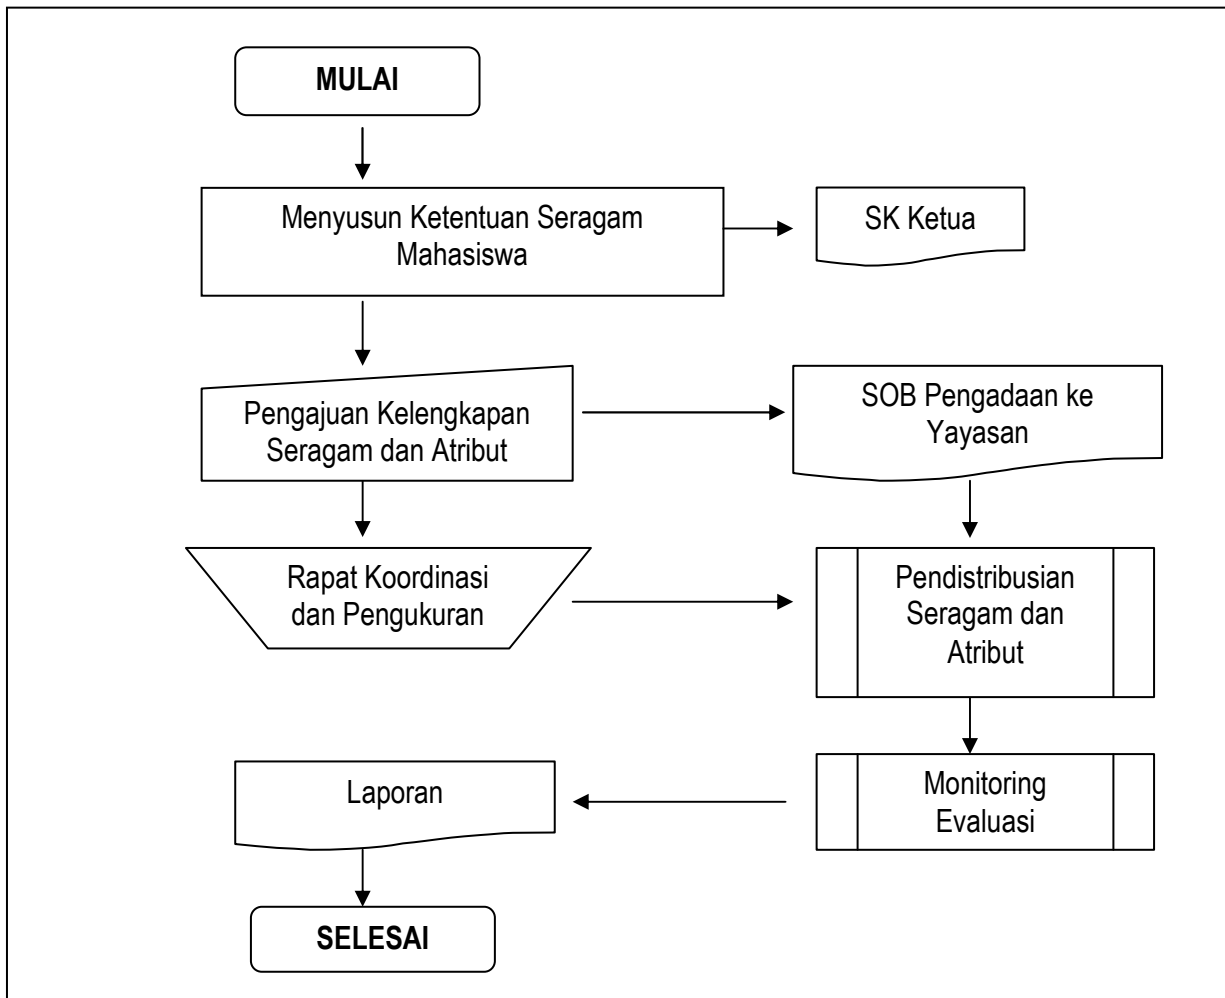 MULAI
Menyusun Ketentuan Seragam
Mahasiswa
SK Ketua
Pengajuan Kelengkapan
Seragam dan Atribut
SOB Pengadaan ke
Yayasan
Rapat Koordinasi
dan Pengukuran
Pendistribusian
Seragam dan
Atribut
Monitoring
Evaluasi
Laporan
SELESAI